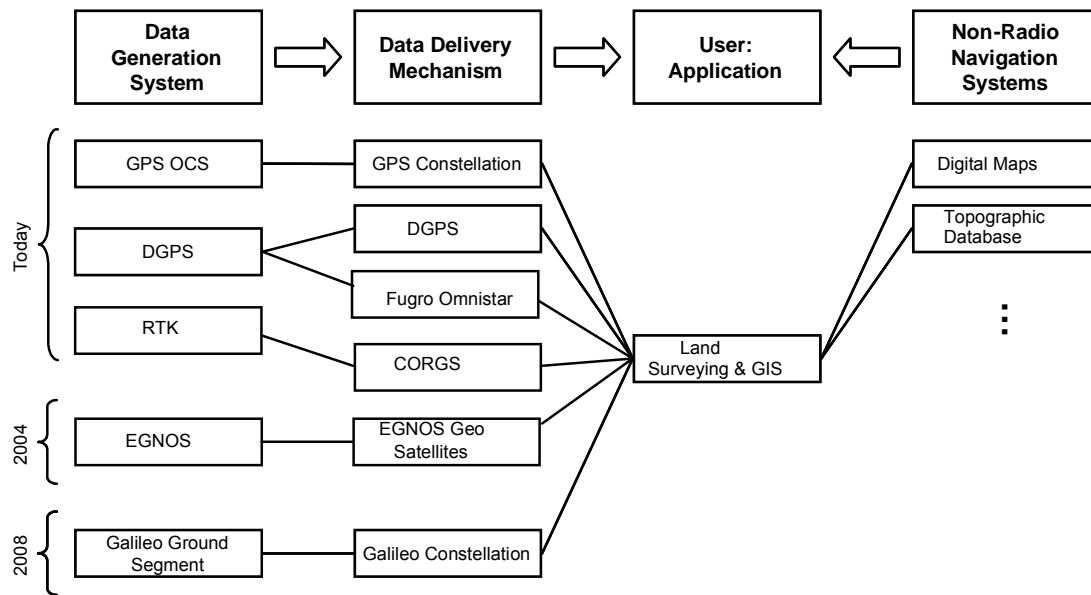 Data
Generation
System
Data Delivery
Mechanism
User:
Application
Non-Radio
Navigation
Systems
Today
GPS OCS
GPS Constellation
Digital Maps
DGPS
DGPS
Topographic
Database
Fugro Omnistar
RTK
CORGS
Land
Surveying & GIS
...
2004
EGNOS
EGNOS Geo
Satellites
2008
Galileo Ground
Segment
Galileo Constellation